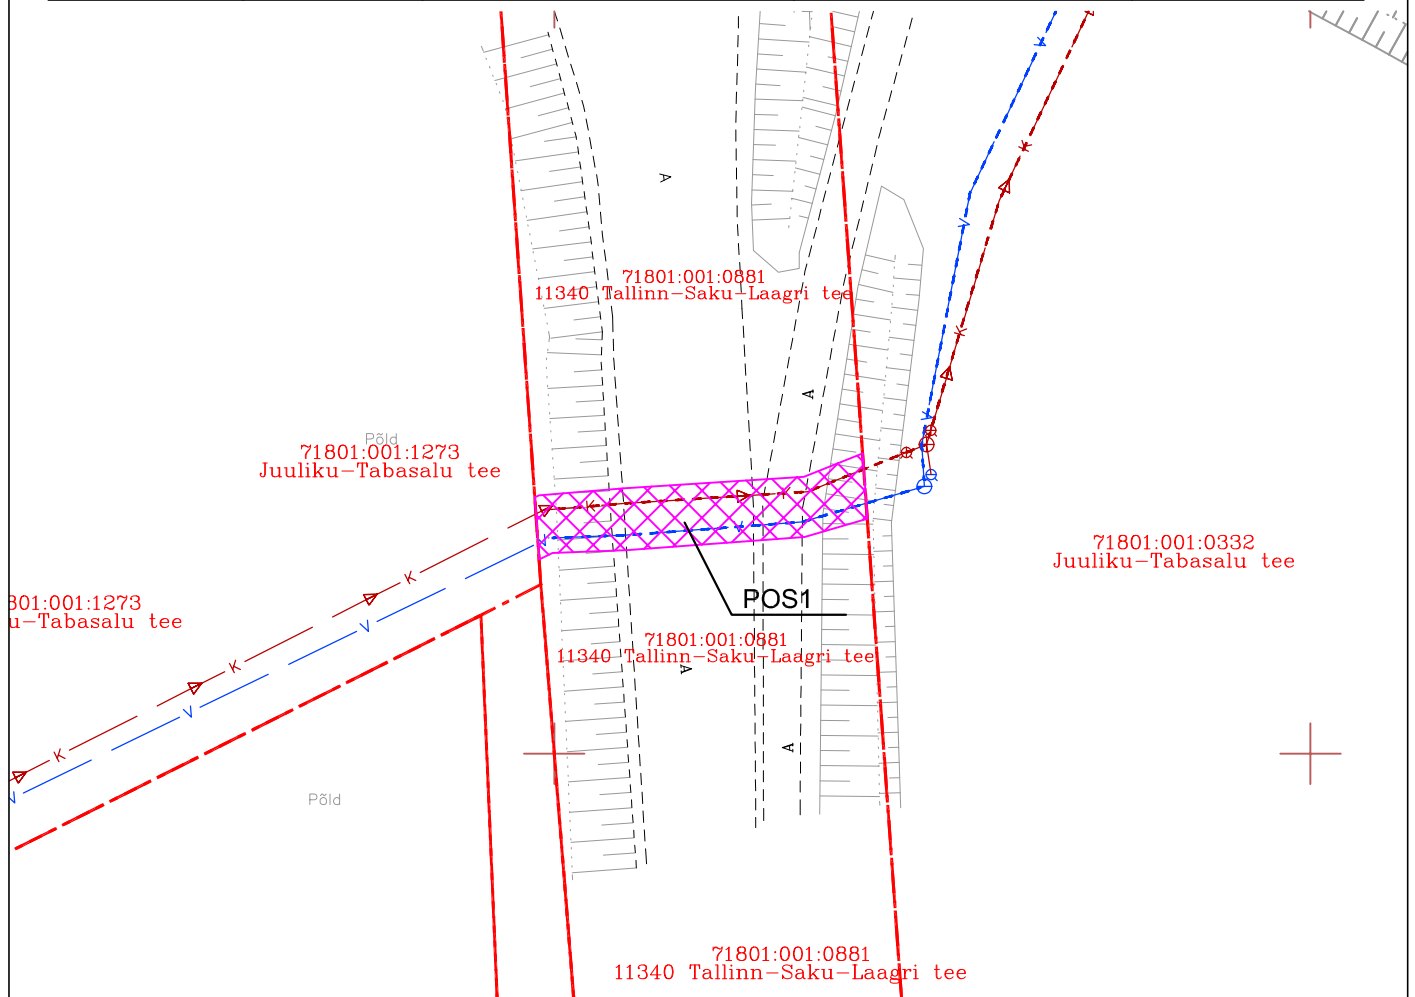 A
71801:001:0881
11340 Tallinn-Saku-Laagri tee
A
Põld
71801:001:1273
Juuliku-Tabasalu tee
71801:001:0332
Juuliku-Tabasalu tee
POS1
801:001:1273
u-Tabasalu tee
71801:001:0881
11340 Tallinn-Saku-Laagri tee
A
A
Põld
71801:001:0881
11340 Tallinn-Saku-Laagri tee
K
K
K
K
K
K
K
V
V
V
V
V
V
V